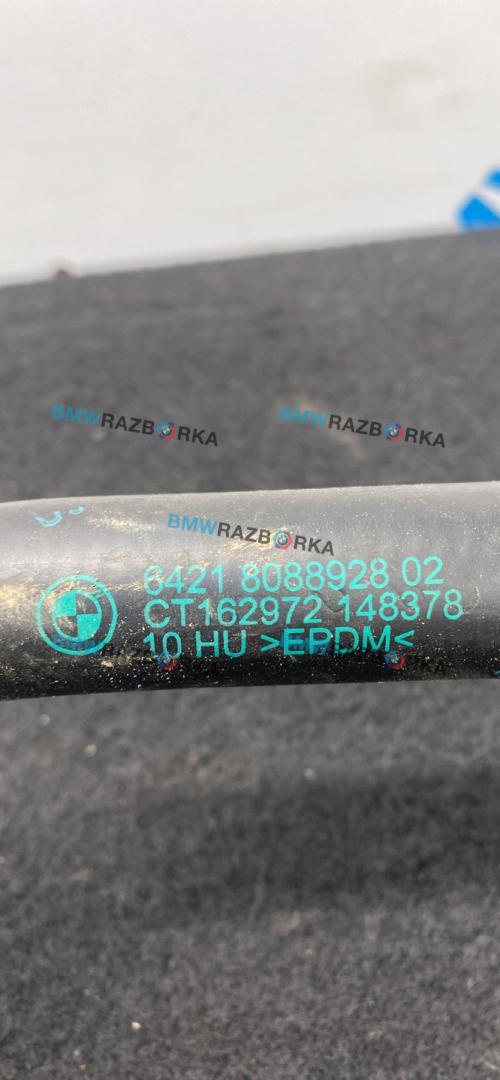 BMWRAZBORKA
BMWRAZBORKA
BMWRAZBORKA
6421 8088928 02
CT162972 148378
10 HU >EPDM<